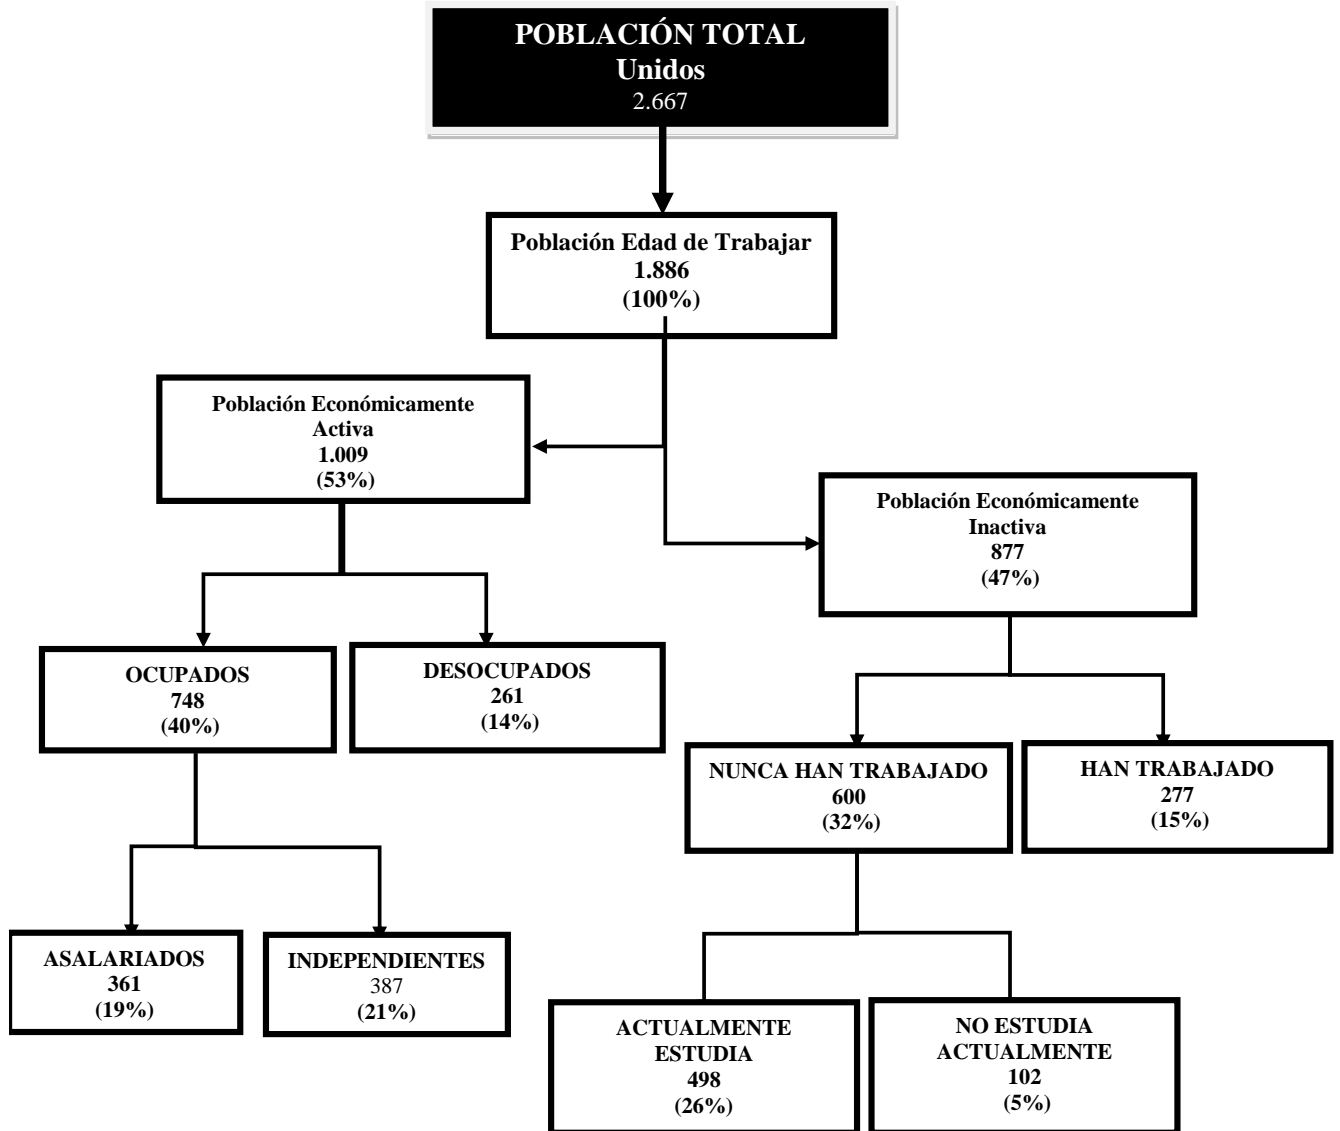 POBLACIÓN TOTAL
Unidos
2.667
Población Edad de Trabajar
1.886
(100%)
Población Económicamente
Activa
1.009
(53%)
Población Económicamente
Inactiva
877
(47%)
OCUPADOS
748
(40%)
DESOCUPADOS
261
(14%)
NUNCA HAN TRABAJADO
600
(32%)
HAN TRABAJADO
277
(15%)
ASALARIADOS
361
(19%)
INDEPENDIENTES
387
(21%)
ACTUALMENTE
ESTUDIA
498
(26%)
NO ESTUDIA
ACTUALMENTE
102
(5%)